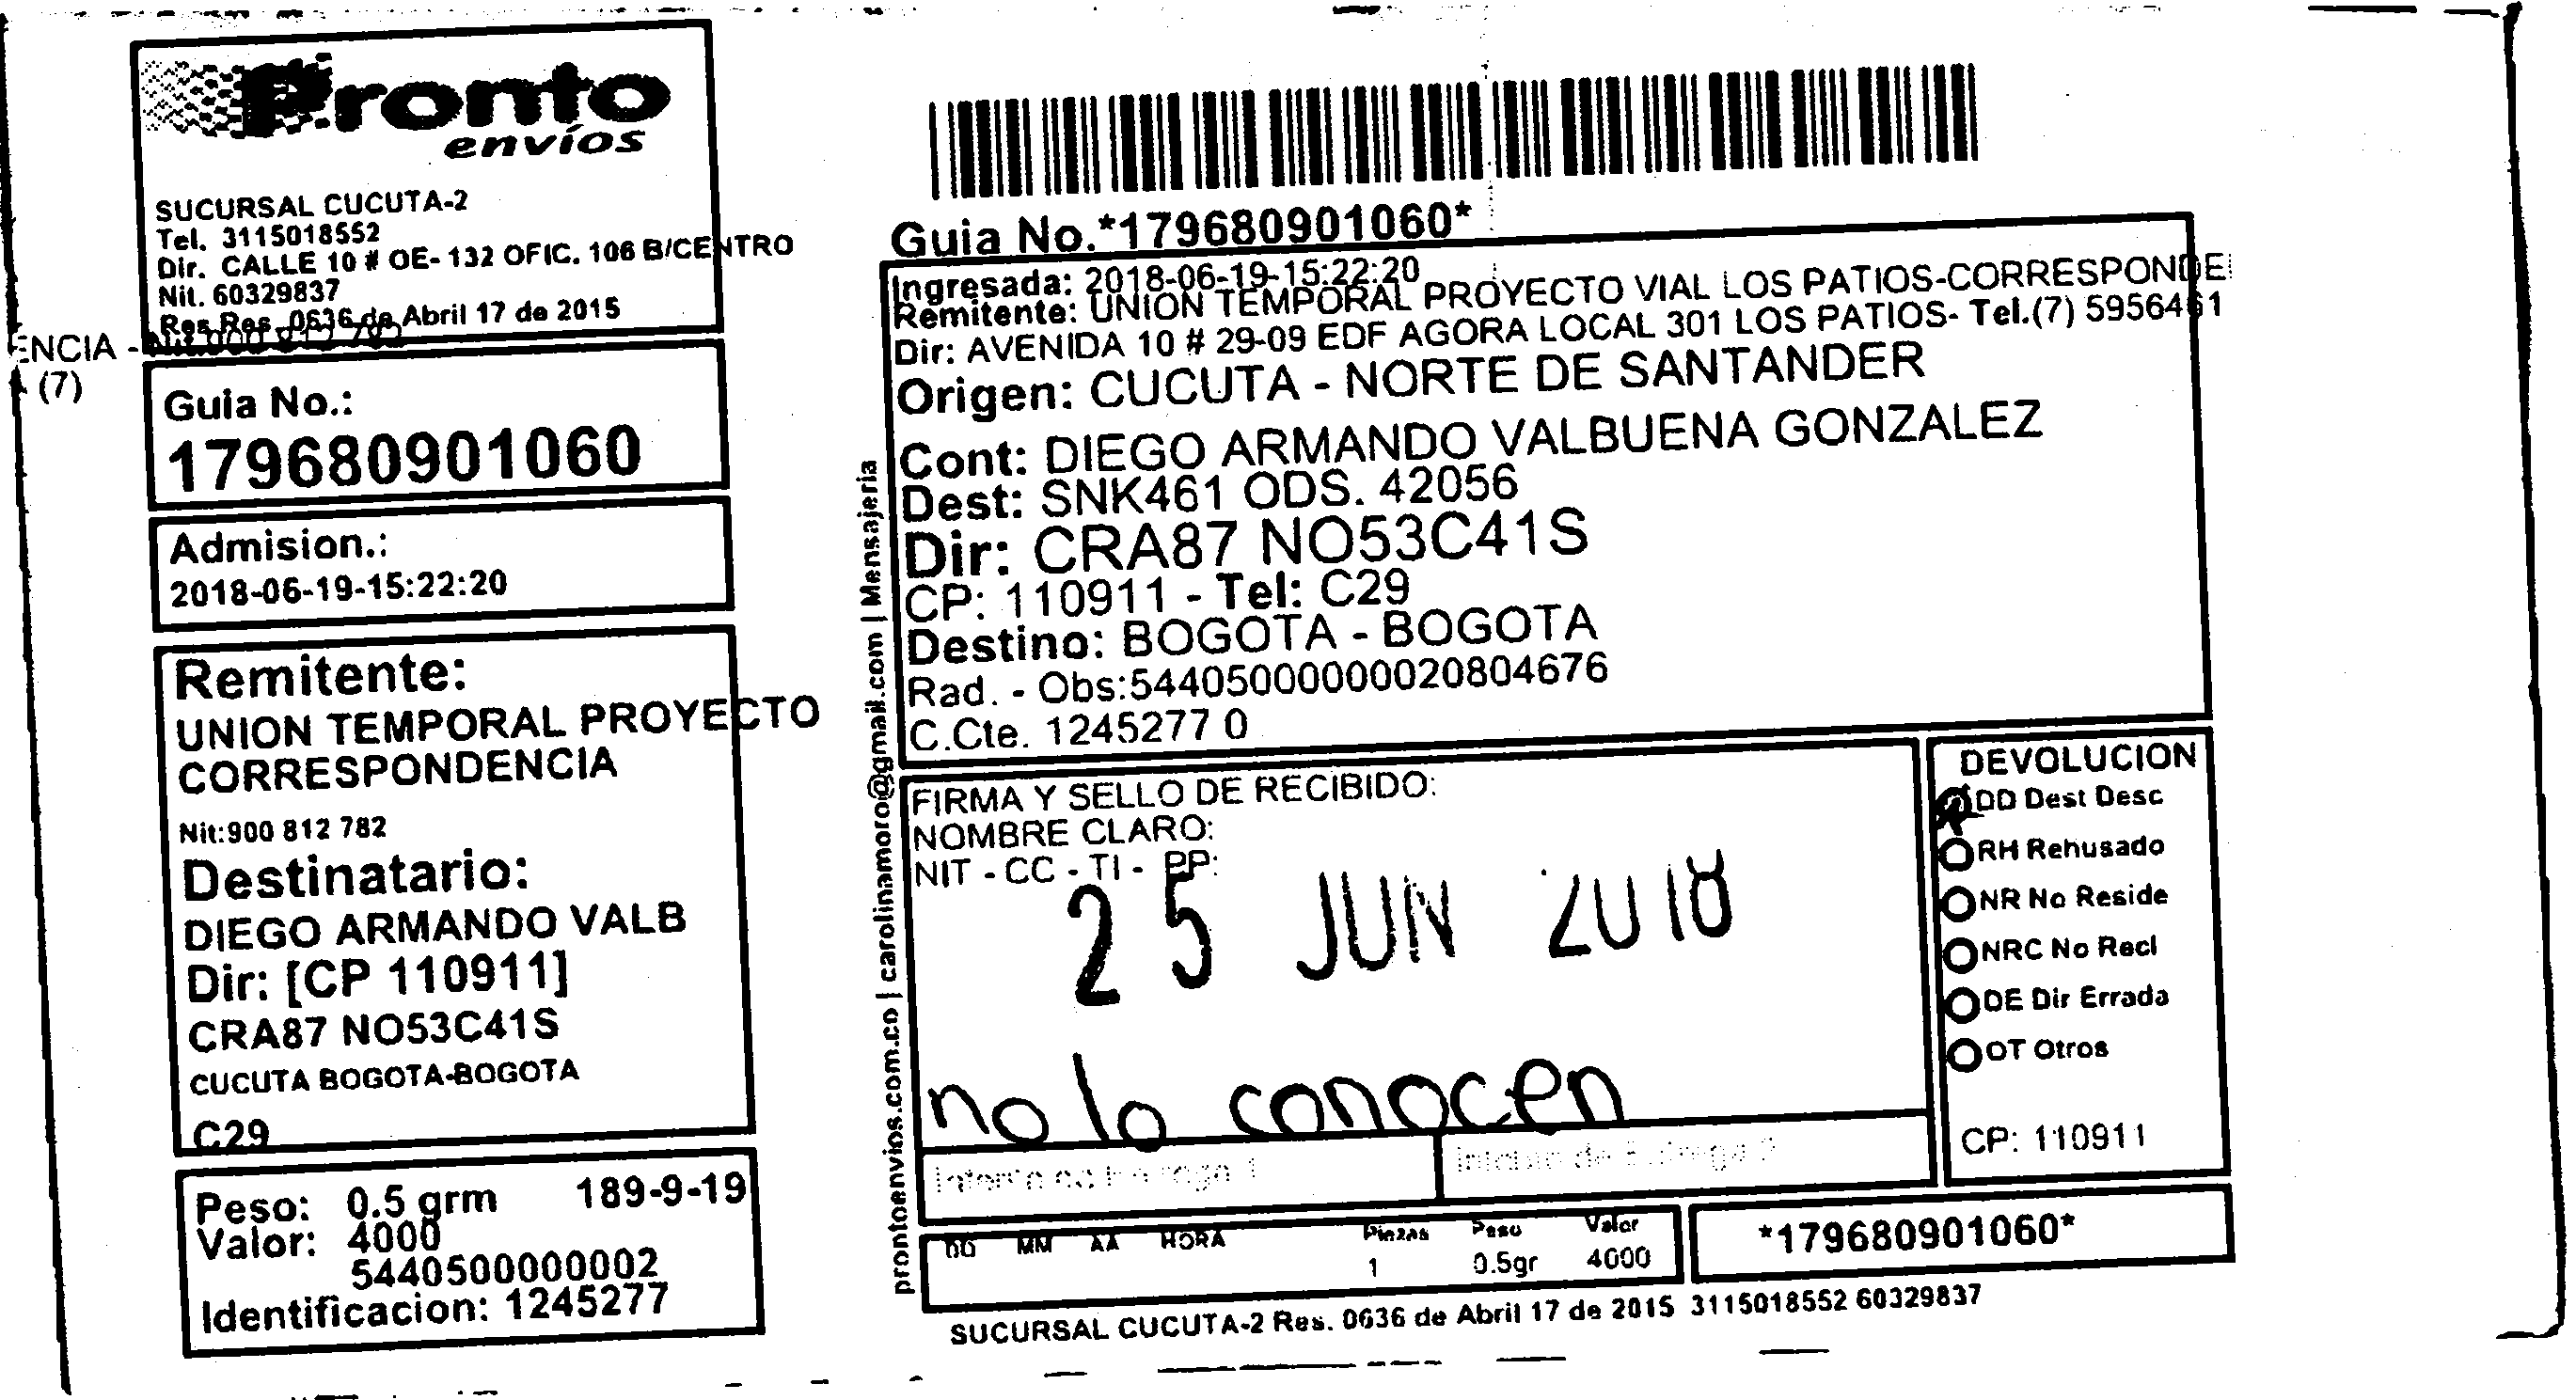 Pronto
envíos
SUCURSAL CUCUTA-2
Tel. 3115018552
Dir. CALLE 10 # OE- 132 OFIC. 106 B/CENTRO
Nit. 60329837
Res Res. 0636 de Abril 17 de 2015
ENCIA -
(7)
Guia No.:
179680901060
Admision.:
2018-06-19-15:22:20
Remitente:
UNION TEMPORAL PROYECTO
CORRESPONDENCIA
Nit:900 812 782
Destinatario:
DIEGO ARMANDO VALB
Dir: [CP 110911]
CRA87 NO53C41S
CUCUTA BOGOTA-BOGOTA
C29
Peso: 0.5 grm 189-9-19
Valor: 4000
5440500000002
Identificacion: 1245277
prontoenvios.com.co | carolinamoro@gmail.com | Mensajeria
Guia No.*179680901060*
Ingresada: 2018-06-19-15:22:20
Remitente: UNION TEMPORAL PROYECTO VIAL LOS PATIOS-CORRESPONDE
Dir: AVENIDA 10 # 29-09 EDF AGORA LOCAL 301 LOS PATIOS- Tel.(7) 5956461
Origen: CUCUTA - NORTE DE SANTANDER
Cont: DIEGO ARMANDO VALBUENA GONZALEZ
Dest: SNK461 ODS. 42056
Dir: CRA87 NO53C41S
CP: 110911 - Tel: C29
Destino: BOGOTA - BOGOTA
Rad. - Obs:54405000000020804676
C.Cte. 1245277 0
FIRMA Y SELLO DE RECIBIDO:
NOMBRE CLARO:
NIT - CC - TI - PP:
25 JUN 2018
no lo conocen
DEVOLUCION
DD Dest Desc
RH Rehusado
NR No Reside
NRC No Recl
DE Dir Errada
OT Otros
CP: 110911
DD MM AA HORA Piezas Peso Valor
1 0.5gr 4000
*179680901060*
SUCURSAL CUCUTA-2 Res. 0636 de Abril 17 de 2015 3115018552 60329837